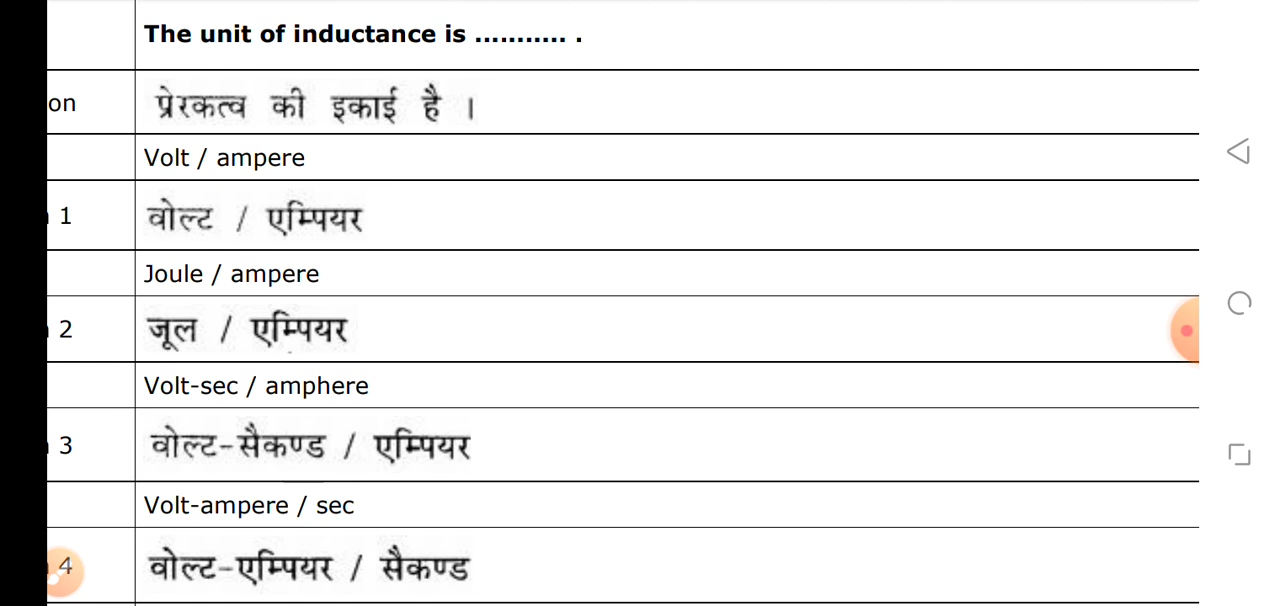 The unit of inductance is ........... .
on
प्रेरकत्व की इकाई है ।
Volt / ampere
1
वोल्ट / एम्पियर
Joule / ampere
2
जूल / एम्पियर
Volt-sec / amphere
3
वोल्ट-सैकण्ड / एम्पियर
Volt-ampere / sec
4
वोल्ट-एम्पियर / सैकण्ड